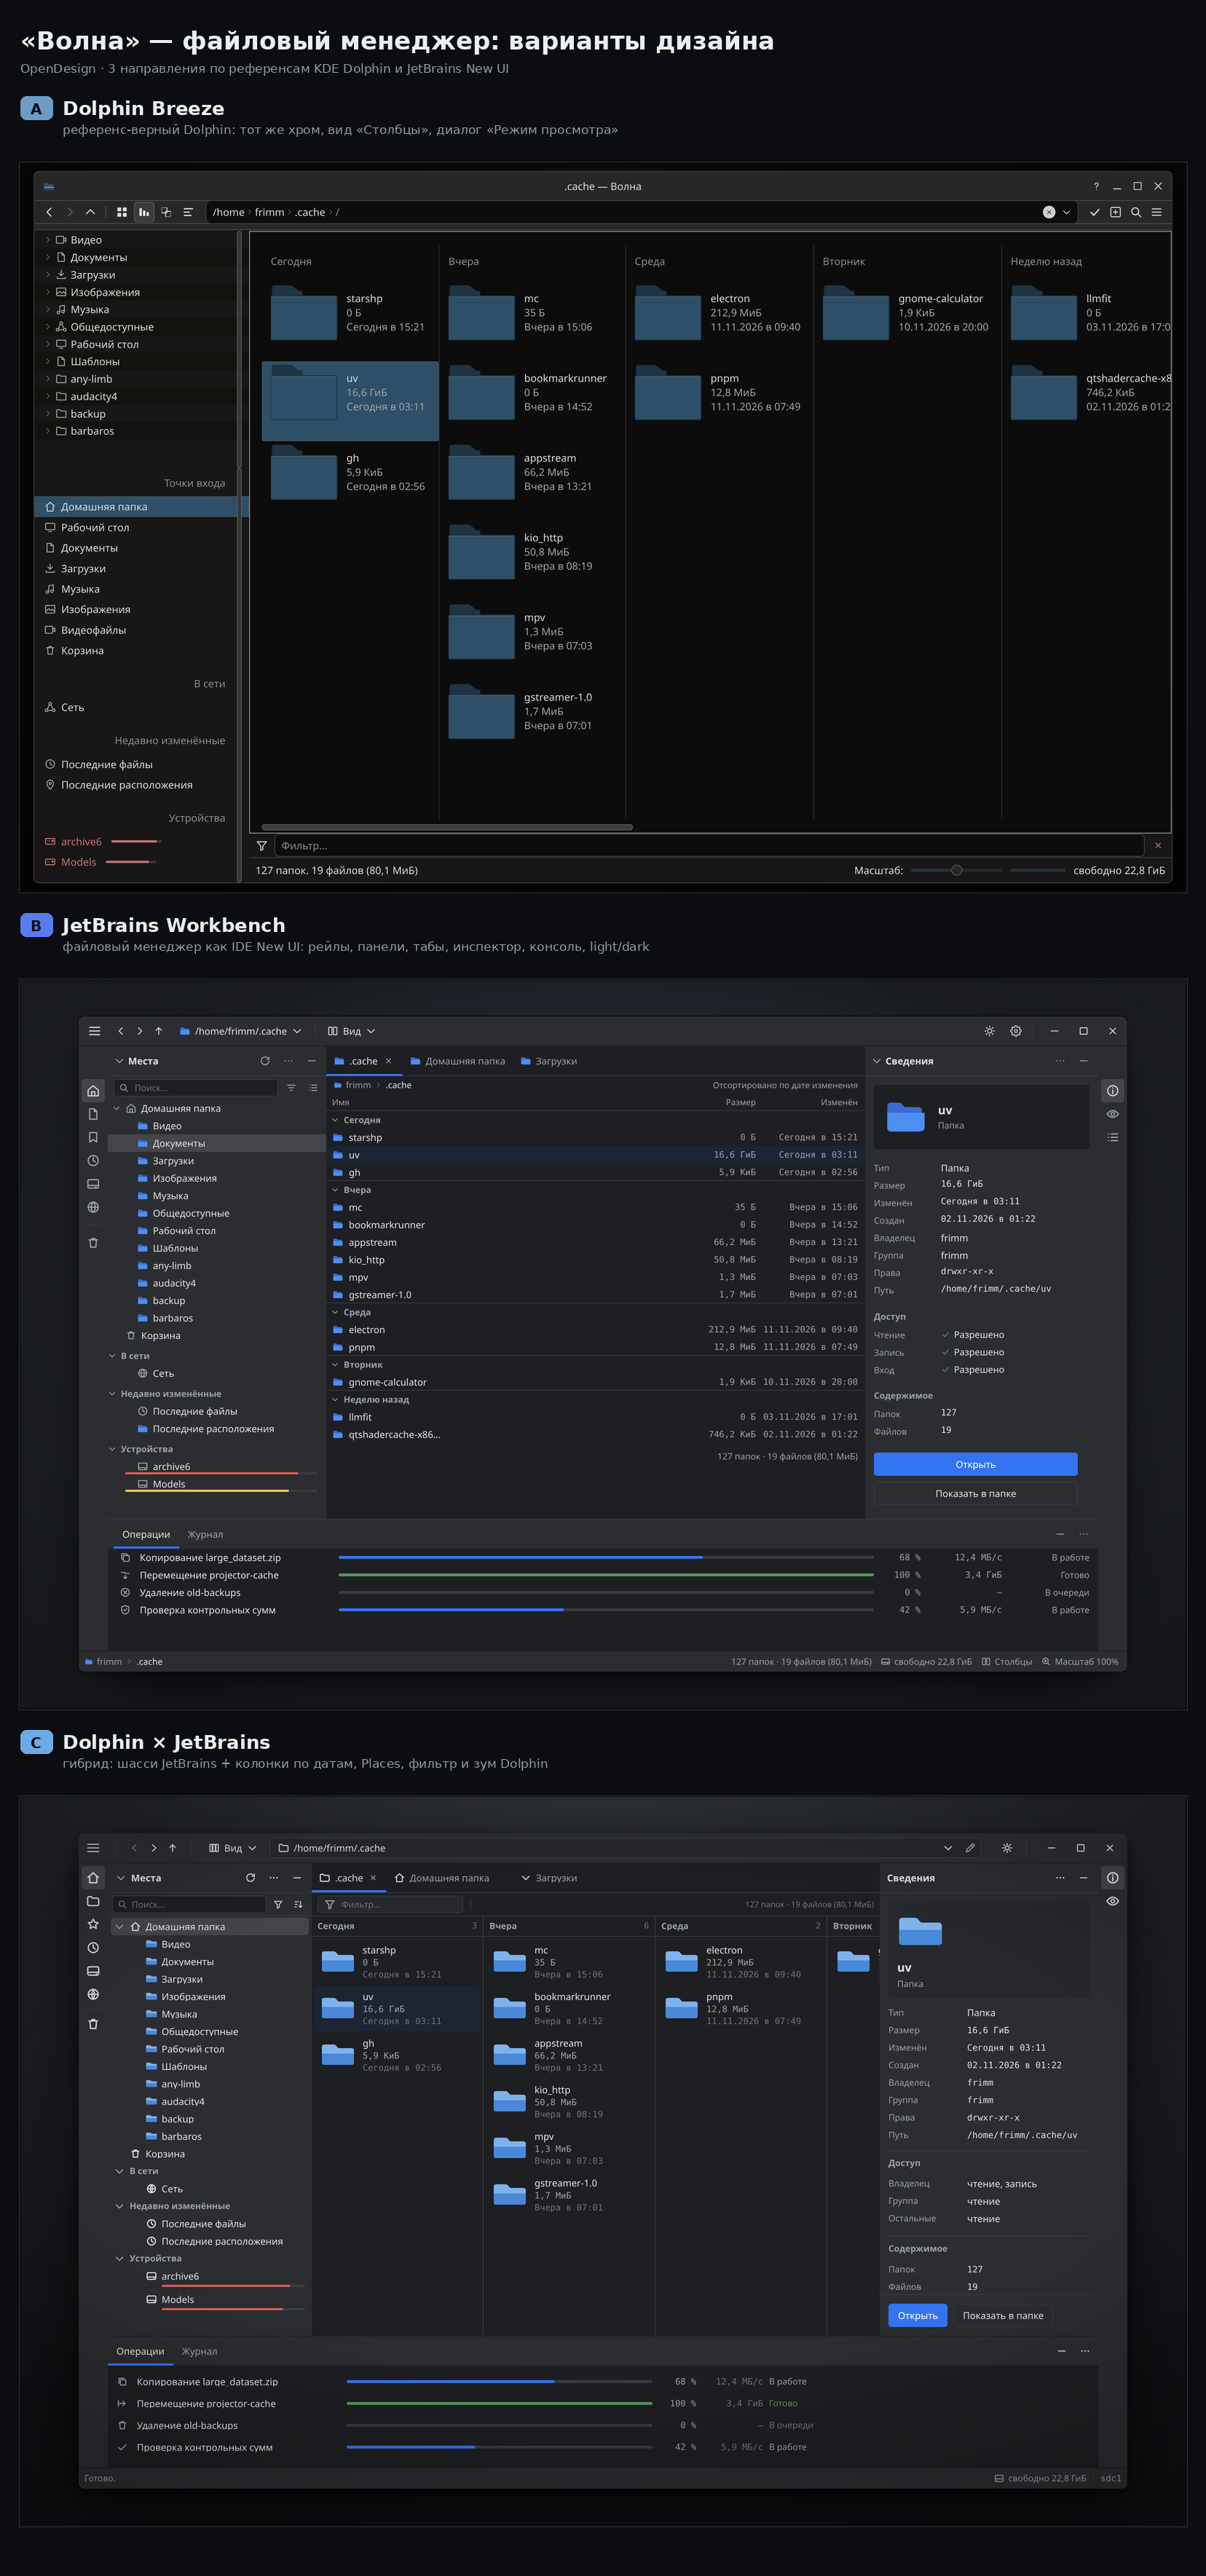 «Волна» — файловый менеджер: варианты дизайна
OpenDesign · 3 направления по референсам KDE Dolphin и JetBrains New UI
A Dolphin Breeze
референс-верный Dolphin: тот же хром, вид «Столбцы», диалог «Режим просмотра»
.cache — Волна
/home › frimm › .cache › /
Видео
Документы
Загрузки
Изображения
Музыка
Общедоступные
Рабочий стол
Шаблоны
any-limb
audacity4
backup
barbaros
Точки входа
Домашняя папка
Рабочий стол
Документы
Загрузки
Музыка
Изображения
Видеофайлы
Корзина
В сети
Сеть
Недавно изменённые
Последние файлы
Последние расположения
Устройства
archive6
Models
Сегодня
starshp
0 Б
Сегодня в 15:21
uv
16,6 ГиБ
Сегодня в 03:11
gh
5,9 КиБ
Сегодня в 02:56
Вчера
mc
35 Б
Вчера в 15:06
bookmarkrunner
0 Б
Вчера в 14:52
appstream
66,2 МиБ
Вчера в 13:21
kio_http
50,8 МиБ
Вчера в 08:19
mpv
1,3 МиБ
Вчера в 07:03
gstreamer-1.0
1,7 МиБ
Вчера в 07:01
Среда
electron
212,9 МиБ
11.11.2026 в 09:40
pnpm
12,8 МиБ
11.11.2026 в 07:49
Вторник
gnome-calculator
1,9 КиБ
10.11.2026 в 20:00
Неделю назад
llmfit
0 Б
03.11.2026 в 17:0
qtshadercache-x8
746,2 КиБ
02.11.2026 в 01:2
Фильтр...
127 папок. 19 файлов (80,1 МиБ)
Масштаб: свободно 22,8 ГиБ
B JetBrains Workbench
файловый менеджер как IDE New UI: рейлы, панели, табы, инспектор, консоль, light/dark
/home/frimm/.cache Вид
Места
Поиск...
Домашняя папка
Видео
Документы
Загрузки
Изображения
Музыка
Общедоступные
Рабочий стол
Шаблоны
any-limb
audacity4
backup
barbaros
Корзина
В сети
Сеть
Недавно изменённые
Последние файлы
Последние расположения
Устройства
archive6
Models
.cache × Домашняя папка Загрузки
frimm › .cache Отсортировано по дате изменения
Имя Размер Изменён
Сегодня
starshp 0 Б Сегодня в 15:21
uv 16,6 ГиБ Сегодня в 03:11
gh 5,9 КиБ Сегодня в 02:56
Вчера
mc 35 Б Вчера в 15:06
bookmarkrunner 0 Б Вчера в 14:52
appstream 66,2 МиБ Вчера в 13:21
kio_http 50,8 МиБ Вчера в 08:19
mpv 1,3 МиБ Вчера в 07:03
gstreamer-1.0 1,7 МиБ Вчера в 07:01
Среда
electron 212,9 МиБ 11.11.2026 в 09:40
pnpm 12,8 МиБ 11.11.2026 в 07:49
Вторник
gnome-calculator 1,9 КиБ 10.11.2026 в 20:00
Неделю назад
llmfit 0 Б 03.11.2026 в 17:01
qtshadercache-x86... 746,2 КиБ 02.11.2026 в 01:22
127 папок · 19 файлов (80,1 МиБ)
Сведения
uv
Папка
Тип Папка
Размер 16,6 ГиБ
Изменён Сегодня в 03:11
Создан 02.11.2026 в 01:22
Владелец frimm
Группа frimm
Права drwxr-xr-x
Путь /home/frimm/.cache/uv
Доступ
Чтение Разрешено
Запись Разрешено
Вход Разрешено
Содержимое
Папок 127
Файлов 19
Открыть
Показать в папке
Операции Журнал
Копирование large_dataset.zip 68 % 12,4 МБ/с В работе
Перемещение projector-cache 100 % 3,4 ГиБ Готово
Удаление old-backups 0 % — В очереди
Проверка контрольных сумм 42 % 5,9 МБ/с В работе
frimm › .cache 127 папок · 19 файлов (80,1 МиБ) свободно 22,8 ГиБ Столбцы Масштаб 100%
C Dolphin × JetBrains
гибрид: шасси JetBrains + колонки по датам, Places, фильтр и зум Dolphin
Вид /home/frimm/.cache
Места
Поиск...
Домашняя папка
Видео
Документы
Загрузки
Изображения
Музыка
Общедоступные
Рабочий стол
Шаблоны
any-limb
audacity4
backup
barbaros
Корзина
В сети
Сеть
Недавно изменённые
Последние файлы
Последние расположения
Устройства
archive6
Models
.cache × Домашняя папка Загрузки
Фильтр... 127 папок · 19 файлов (80,1 МиБ)
Сегодня 3
starshp
0 Б
Сегодня в 15:21
uv
16,6 ГиБ
Сегодня в 03:11
gh
5,9 КиБ
Сегодня в 02:56
Вчера 6
mc
35 Б
Вчера в 15:06
bookmarkrunner
0 Б
Вчера в 14:52
appstream
66,2 МиБ
Вчера в 13:21
kio_http
50,8 МиБ
Вчера в 08:19
mpv
1,3 МиБ
Вчера в 07:03
gstreamer-1.0
1,7 МиБ
Вчера в 07:01
Среда 2
electron
212,9 МиБ
11.11.2026 в 09:40
pnpm
12,8 МиБ
11.11.2026 в 07:49
Вторник
Сведения
uv
Папка
Тип Папка
Размер 16,6 ГиБ
Изменён Сегодня в 03:11
Создан 02.11.2026 в 01:22
Владелец frimm
Группа frimm
Права drwxr-xr-x
Путь /home/frimm/.cache/uv
Доступ
Владелец чтение, запись
Группа чтение
Остальные чтение
Содержимое
Папок 127
Файлов 19
Открыть Показать в папке
Операции Журнал
Копирование large_dataset.zip 68 % 12,4 МБ/с В работе
Перемещение projector-cache 100 % 3,4 ГиБ Готово
Удаление old-backups 0 % — В очереди
Проверка контрольных сумм 42 % 5,9 МБ/с В работе
Готово. свободно 22,8 ГиБ · sdc1